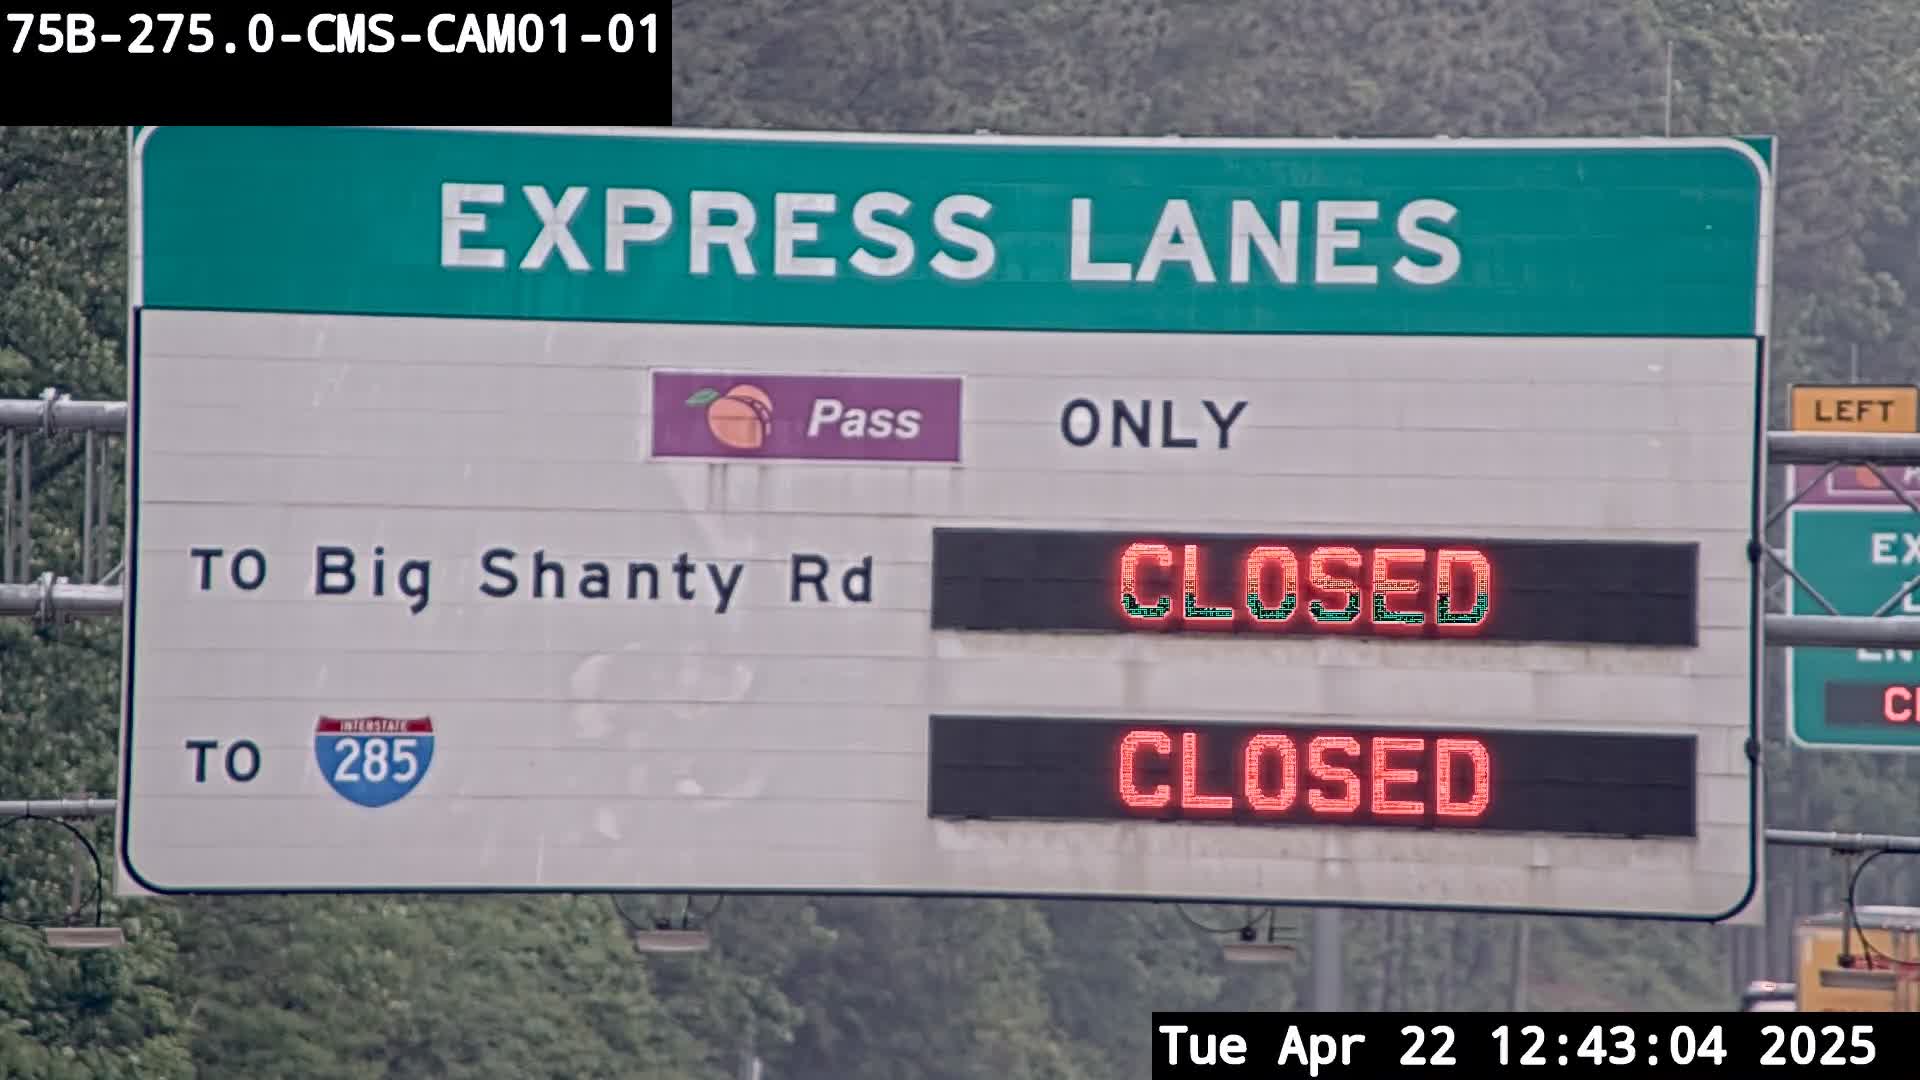 75B-275.0-CMS-CAM01-01
EXPRESS LANES
Pass ONLY
TO Big Shanty Rd CLOSED
TO INTERSTATE 285 CLOSED
LEFT
Tue Apr 22 12:43:04 2025